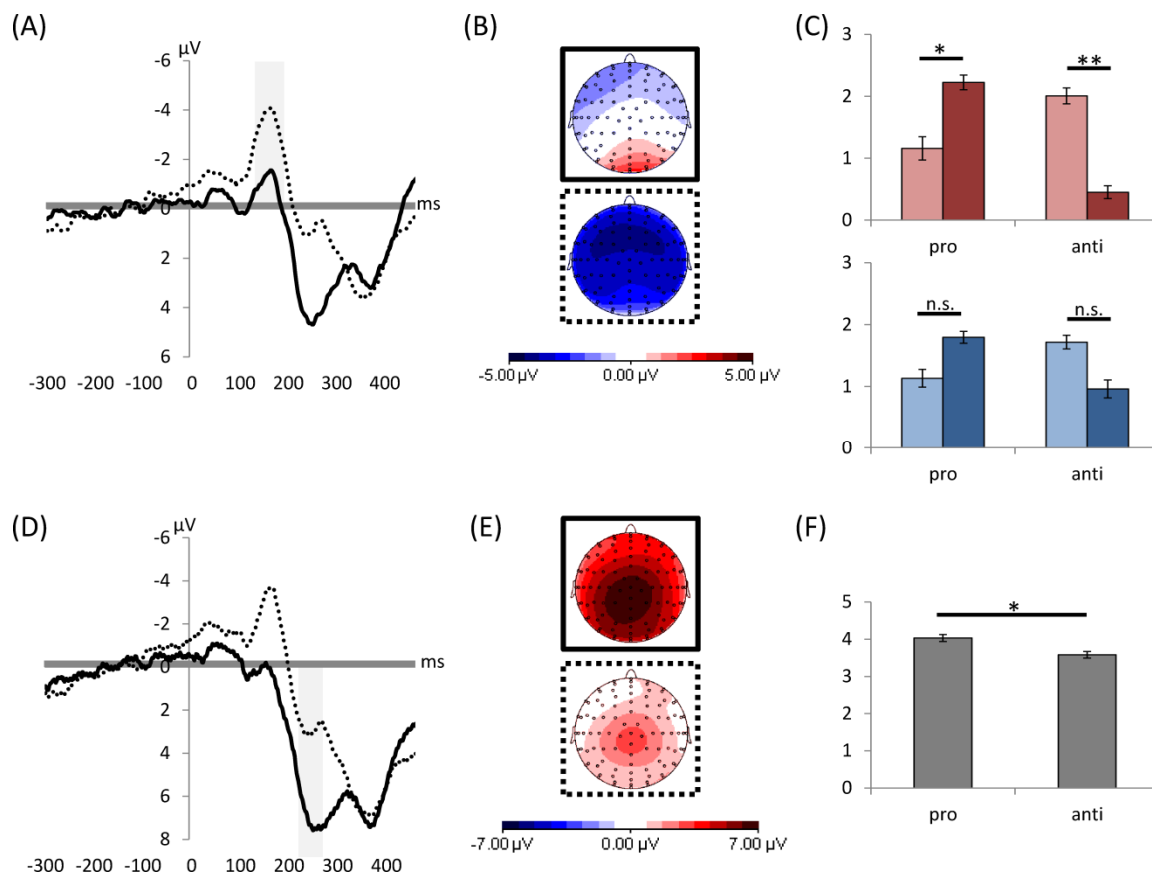 (A)
µV
-6
-4
-2
0
2
4
6
ms
-300 -200 -100 0 100 200 300 400
(B)
-5.00 µV 0.00 µV 5.00 µV
(C)
3
2
1
0
* **
pro anti
3
2
1
0
n.s. n.s.
pro anti
(D)
µV
-6
-4
-2
0
2
4
6
8
ms
-300 -200 -100 0 100 200 300 400
(E)
-7.00 µV 0.00 µV 7.00 µV
(F)
5
4
3
2
1
0
*
pro anti